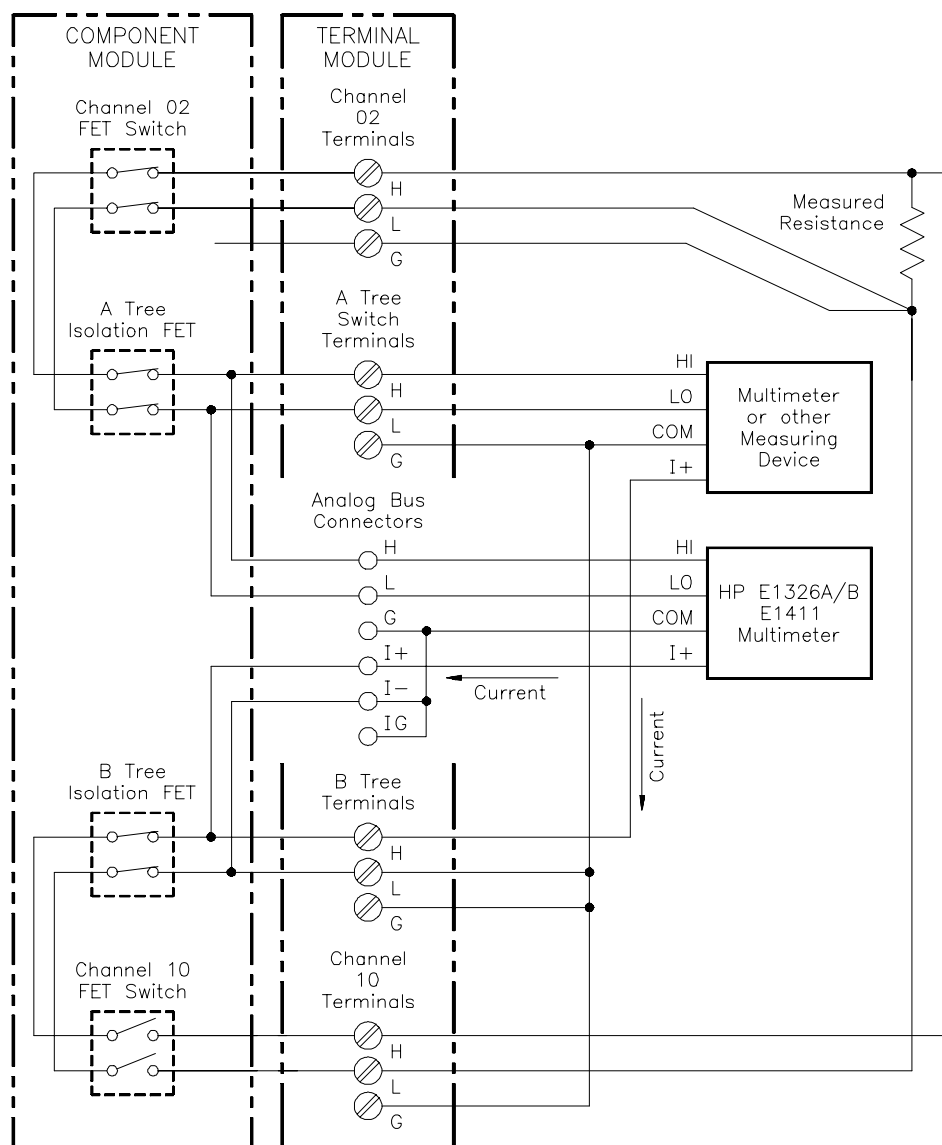 COMPONENT
MODULE
TERMINAL
MODULE
Channel 02
FET Switch
Channel
02
Terminals
H
L
G
Measured
Resistance
A Tree
Isolation FET
A Tree
Switch
Terminals
H
L
G
HI
LO
COM
I+
Multimeter
or other
Measuring
Device
Analog Bus
Connectors
H
L
G
I+
I-
IG
HI
LO
COM
I+
HP E1326A/B
E1411
Multimeter
Current
Current
B Tree
Isolation FET
B Tree
Terminals
H
L
G
Channel 10
FET Switch
Channel
10
Terminals
H
L
G